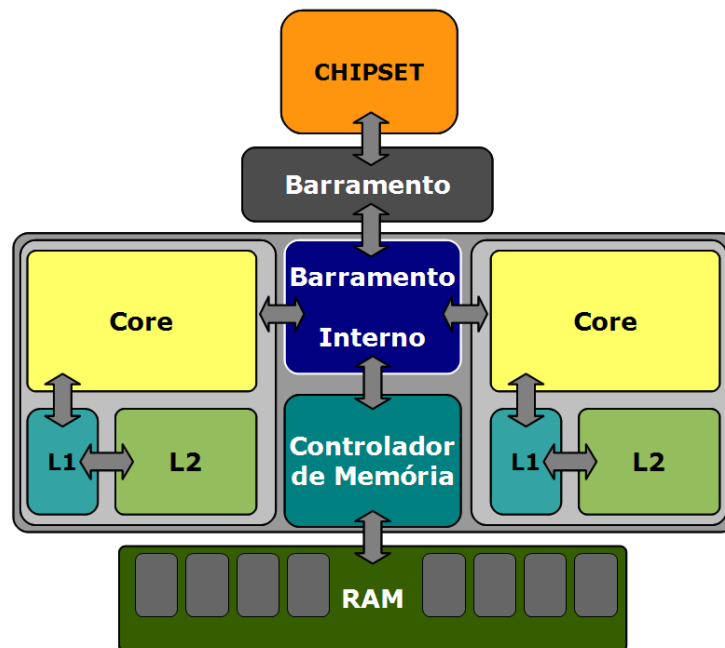 CHIPSET
Barramento
Barramento
Interno
Core
Core
L1
L2
Controlador
de Memória
L1
L2
RAM